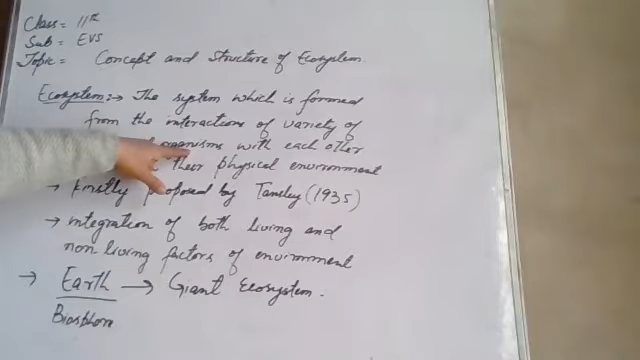 Class = 11th
Sub = EVS
Topic = Concept and Structure of Ecosystem.
Ecosystem:→ The system which is formed
from the interactions of variety of
organisms with each other
their physical environment
→ Firstly proposed by Tansley (1935)
→ integration of both living and
non living factors of environment
→ Earth → Giant Ecosystem.